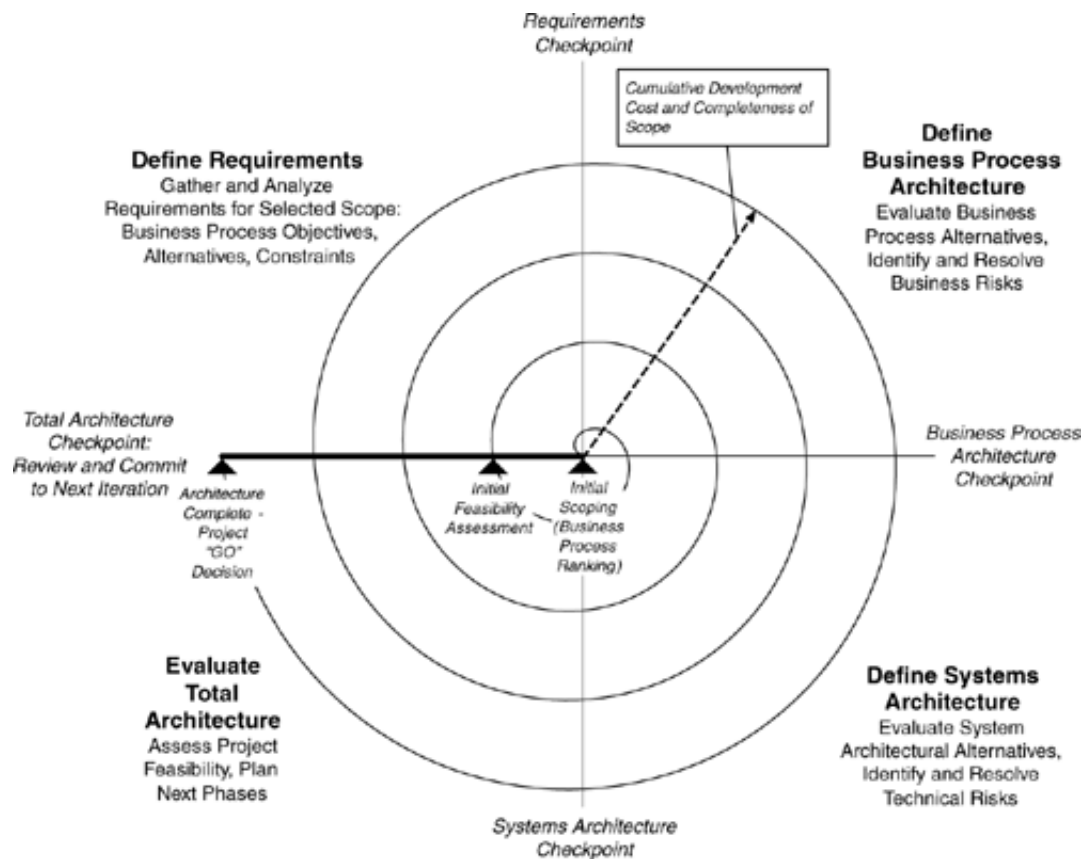 Requirements
Checkpoint
Cumulative Development
Cost and Completeness of
Scope
Define Requirements
Gather and Analyze
Requirements for Selected Scope:
Business Process Objectives,
Alternatives, Constraints
Define
Business Process
Architecture
Evaluate Business
Process Alternatives,
Identify and Resolve
Business Risks
Total Architecture
Checkpoint:
Review and Commit
to Next Iteration
Business Process
Architecture
Checkpoint
Architecture
Complete -
Project
"GO"
Decision
Initial
Feasibility
Assessment
Initial
Scoping
(Business
Process
Ranking)
Evaluate
Total
Architecture
Assess Project
Feasibility, Plan
Next Phases
Define Systems
Architecture
Evaluate System
Architectural Alternatives,
Identify and Resolve
Technical Risks
Systems Architecture
Checkpoint